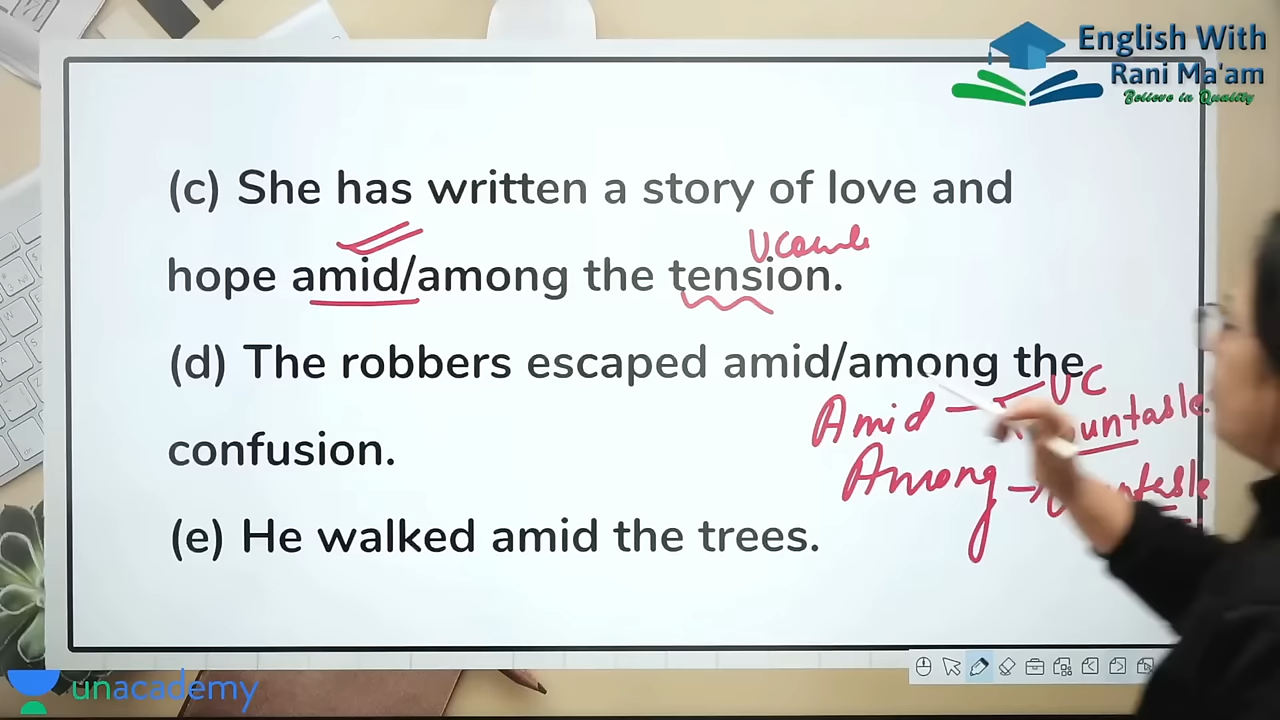 English With
Rani Ma'am
Believe in Quality
(c) She has written a story of love and
hope amid/among the tension.
(d) The robbers escaped amid/among the
confusion.
(e) He walked amid the trees.
Amid UC
Among
unacademy